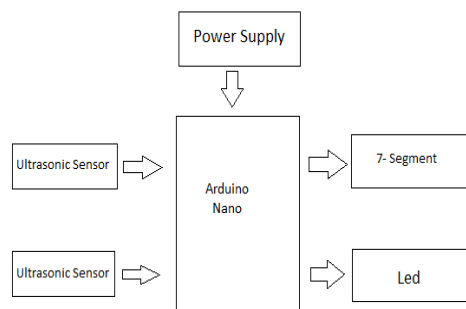 Power Supply
Ultrasonic Sensor
Arduino
Nano
7- Segment
Ultrasonic Sensor
Led